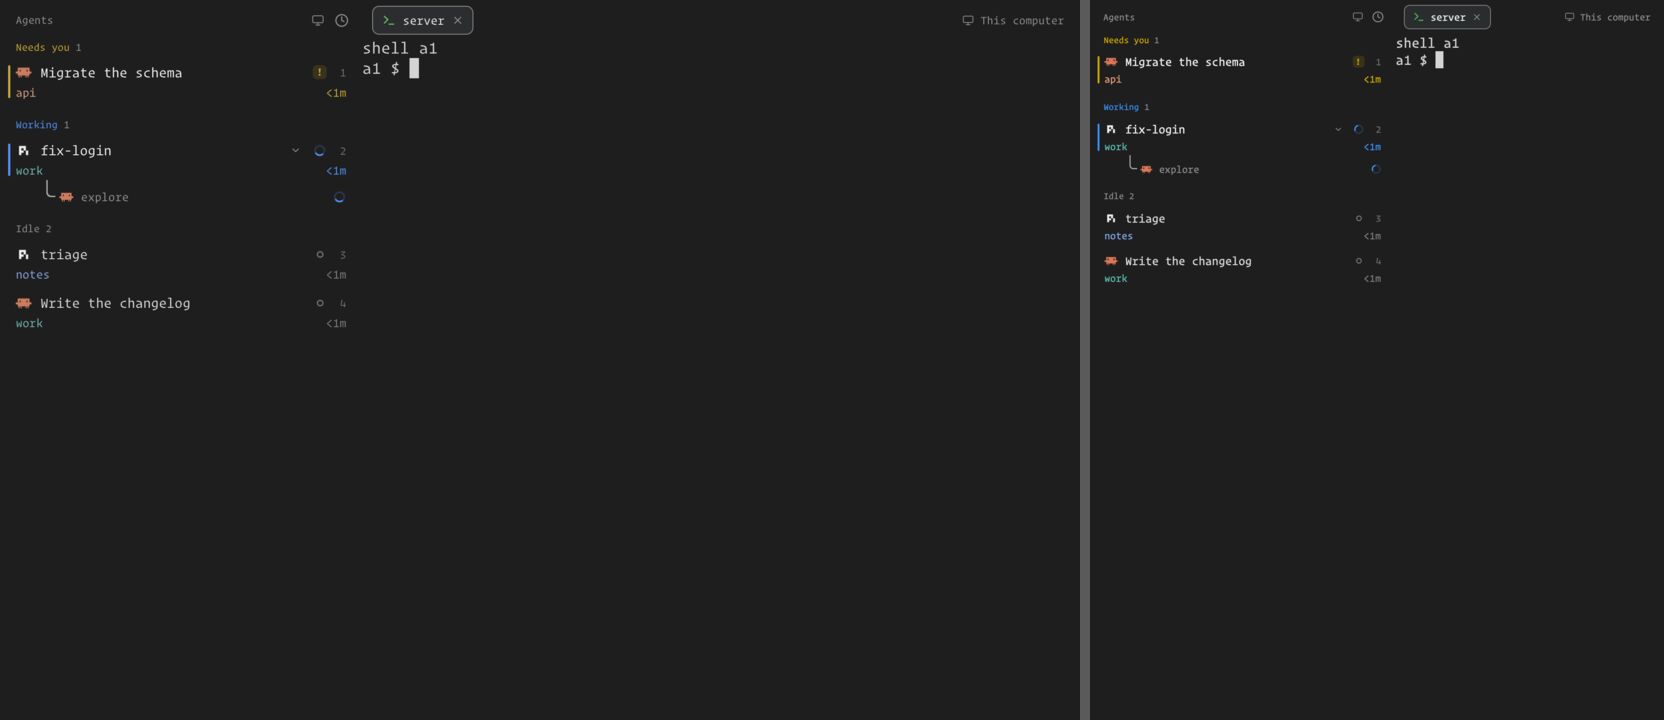 Agents
Needs you 1
Migrate the schema ! 1
api <1m
Working 1
fix-login 2
work <1m
explore
Idle 2
triage 3
notes <1m
Write the changelog 4
work <1m
server
This computer
shell a1
a1 $
Agents
Needs you 1
Migrate the schema ! 1
api <1m
Working 1
fix-login 2
work <1m
explore
Idle 2
triage 3
notes <1m
Write the changelog 4
work <1m
server
This computer
shell a1
a1 $